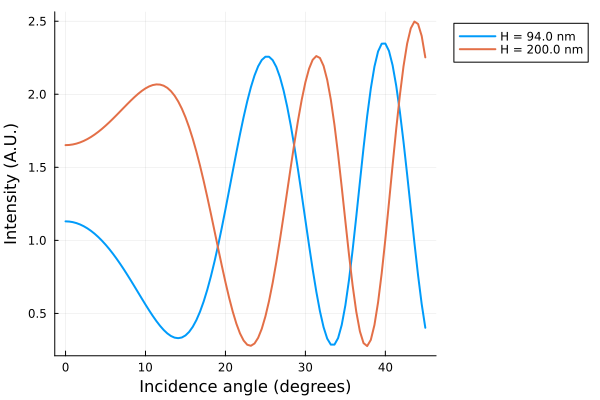 2.5
2.0
1.5
1.0
0.5
Intensity (A.U.)
0 10 20 30 40
Incidence angle (degrees)
H = 94.0 nm
H = 200.0 nm